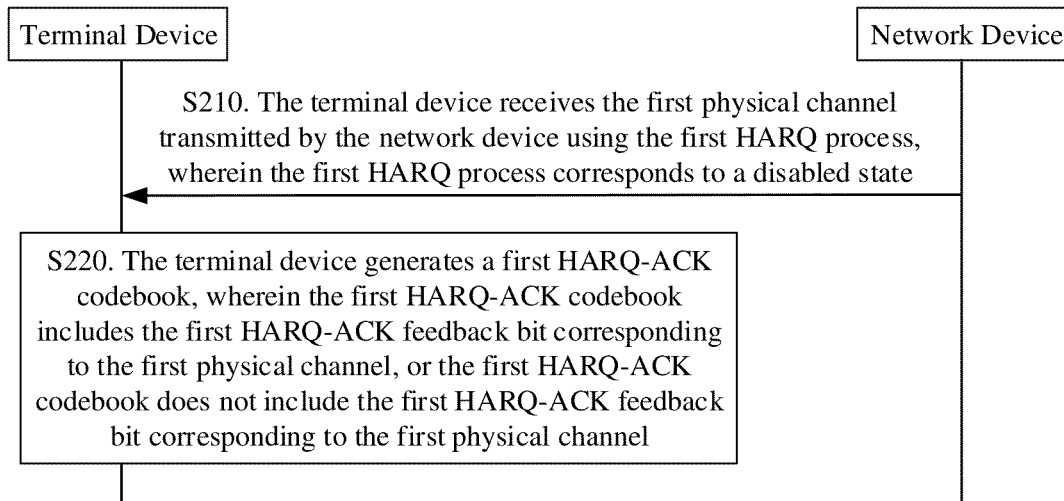 Terminal Device
Network Device
S210. The terminal device receives the first physical channel
transmitted by the network device using the first HARQ process,
wherein the first HARQ process corresponds to a disabled state
S220. The terminal device generates a first HARQ-ACK
codebook, wherein the first HARQ-ACK codebook
includes the first HARQ-ACK feedback bit corresponding
to the first physical channel, or the first HARQ-ACK
codebook does not include the first HARQ-ACK feedback
bit corresponding to the first physical channel